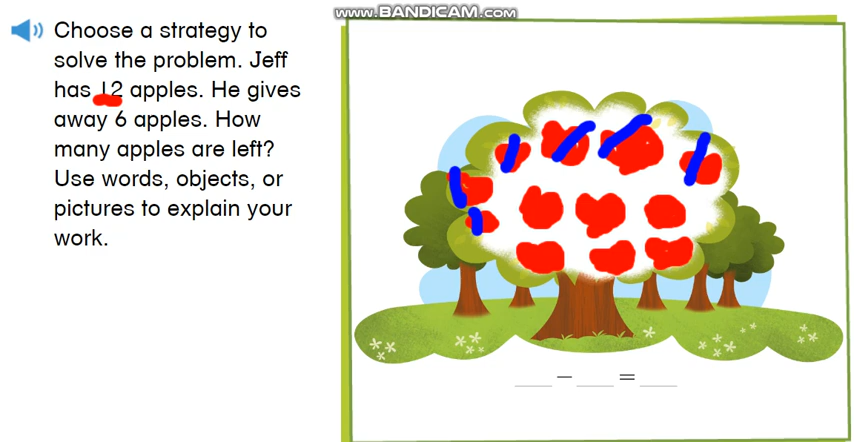 www.BANDICAM.com
Choose a strategy to
solve the problem. Jeff
has 12 apples. He gives
away 6 apples. How
many apples are left?
Use words, objects, or
pictures to explain your
work.
___ – ___ = ___